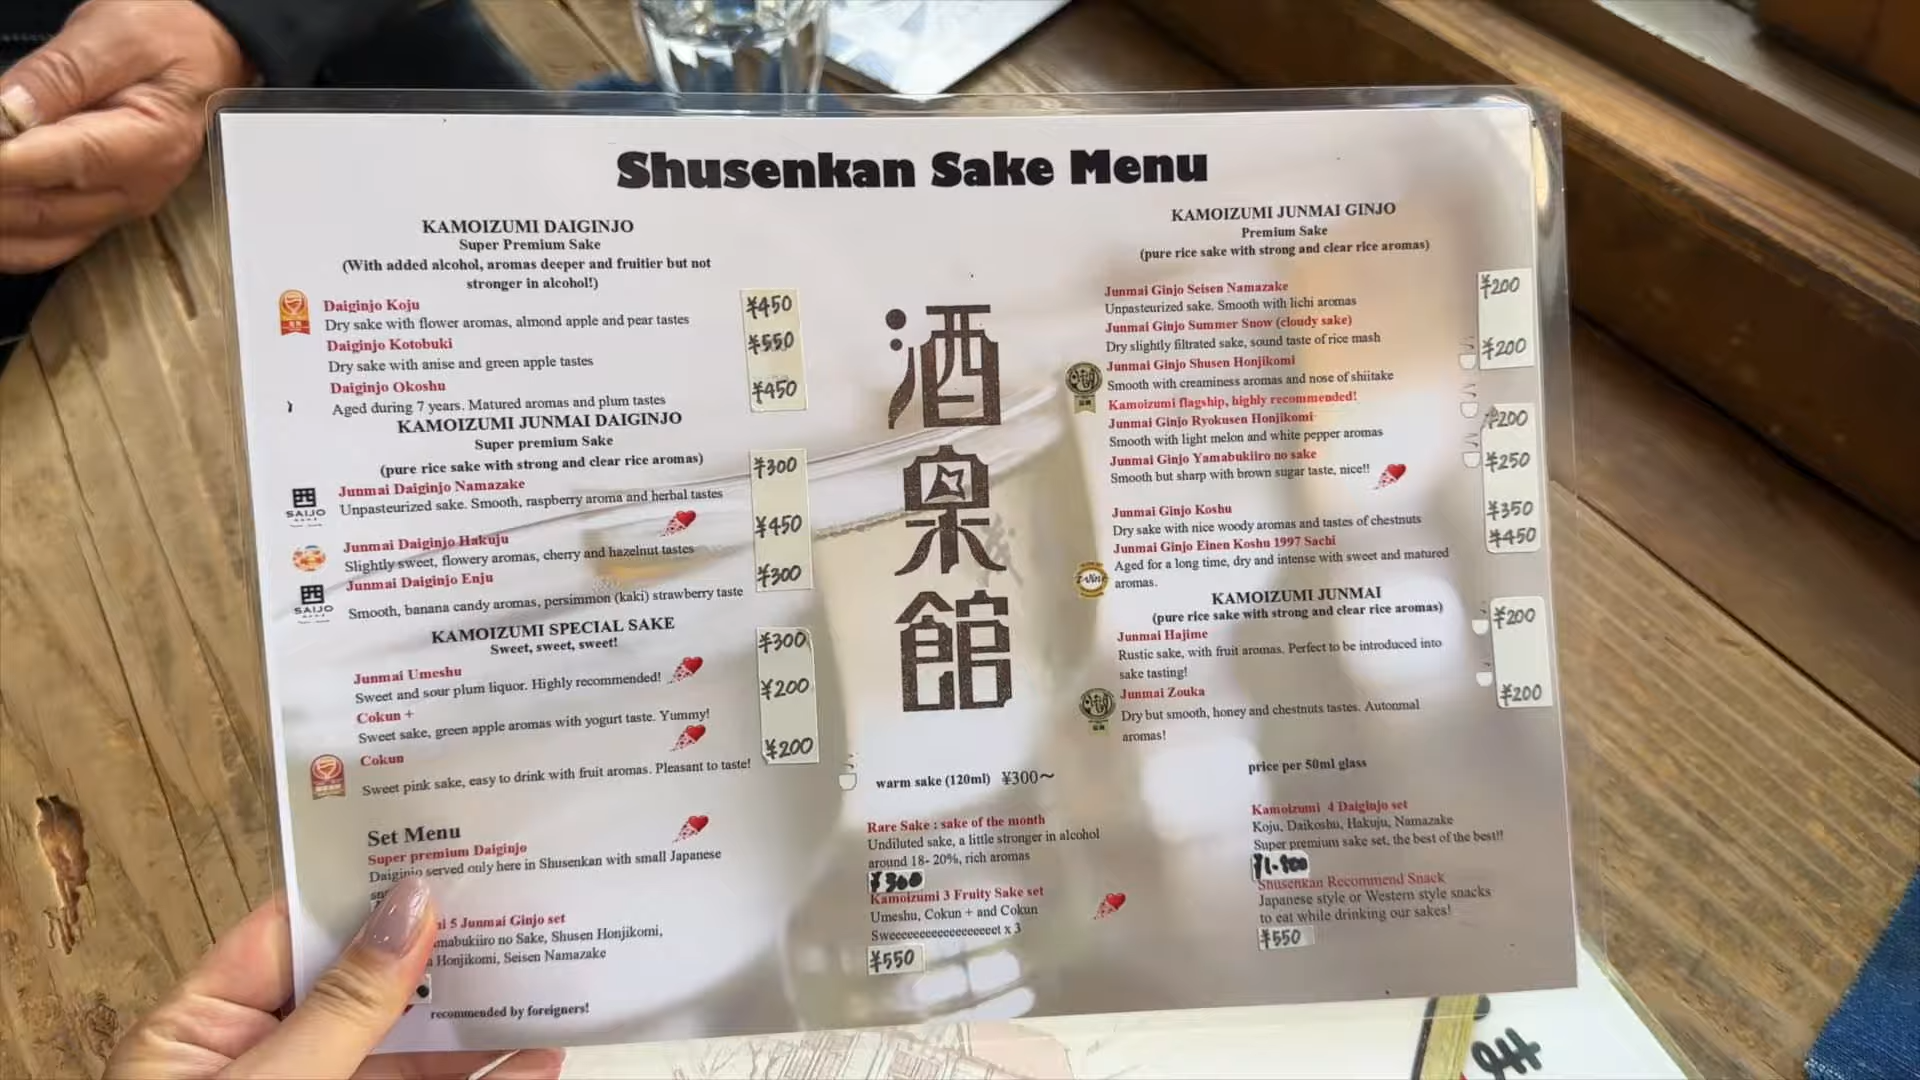 Shusenkan Sake Menu
KAMOIZUMI DAIGINJO
Super Premium Sake
(With added alcohol, aromas deeper and fruitier but not
stronger in alcohol!)
Daiginjo Koju
¥450
Dry sake with flower aromas, almond apple and pear tastes
Daiginjo Kotobuki
¥550
Dry sake with anise and green apple tastes
Daiginjo Okoshu
¥450
Aged during 7 years. Matured aromas and plum tastes
KAMOIZUMI JUNMAI DAIGINJO
Super premium Sake
(pure rice sake with strong and clear rice aromas)
¥300
Junmai Daiginjo Namazake
Unpasteurized sake. Smooth, raspberry aroma and herbal tastes
SAIJO
¥450
Junmai Daiginjo Hakuju
Slightly sweet, flowery aromas, cherry and hazelnut tastes
Junmai Daiginjo Enju
¥300
Smooth, banana candy aromas, persimmon (kaki) strawberry taste
SAIJO
KAMOIZUMI SPECIAL SAKE
Sweet, sweet, sweet!
¥300
Junmai Umeshu
Sweet and sour plum liquor. Highly recommended!
¥200
Cokun +
Sweet sake, green apple aromas with yogurt taste. Yummy!
¥200
Cokun
Sweet pink sake, easy to drink with fruit aromas. Pleasant to taste!
Set Menu
Super premium Daiginjo
Daiginjo served only here in Shusenkan with small Japanese
5 Junmai Ginjo set
no Sake, Shusen Honjikomi,
Honjikomi, Seisen Namazake
recommended by foreigners!
酒泉館
warm sake (120ml) ¥300~
Rare Sake : sake of the month
Undiluted sake, a little stronger in alcohol
around 18- 20%, rich aromas
¥300
Kamoizumi 3 Fruity Sake set
Umeshu, Cokun + and Cokun
Sweeeeeeeeeeeeeeeeet x 3
¥550
KAMOIZUMI JUNMAI GINJO
Premium Sake
(pure rice sake with strong and clear rice aromas)
Junmai Ginjo Seisen Namazake
¥200
Unpasteurized sake. Smooth with lichi aromas
Junmai Ginjo Summer Snow (cloudy sake)
Dry slightly filtrated sake, sound taste of rice mash
¥200
Junmai Ginjo Shusen Honjikomi
Smooth with creaminess aromas and nose of shiitake
Kamoizumi flagship, highly recommended!
Junmai Ginjo Ryokusen Honjikomi
¥200
Smooth with light melon and white pepper aromas
Junmai Ginjo Yamabukiiro no sake
¥250
Smooth but sharp with brown sugar taste, nice!!
Junmai Ginjo Koshu
¥350
Dry sake with nice woody aromas and tastes of chestnuts
Junmai Ginjo Einen Koshu 1997 Sachi
¥450
Aged for a long time, dry and intense with sweet and matured
aromas.
KAMOIZUMI JUNMAI
(pure rice sake with strong and clear rice aromas)
¥200
Junmai Hajime
Rustic sake, with fruit aromas. Perfect to be introduced into
sake tasting!
Junmai Zouka
¥200
Dry but smooth, honey and chestnuts tastes. Autonmal
aromas!
price per 50ml glass
Kamoizumi 4 Daiginjo set
Koju, Daikoshu, Hakuju, Namazake
Super premium sake set, the best of the best!!
Shusenkan Recommend Snack
Japanese style or Western style snacks
to eat while drinking our sakes!
¥550